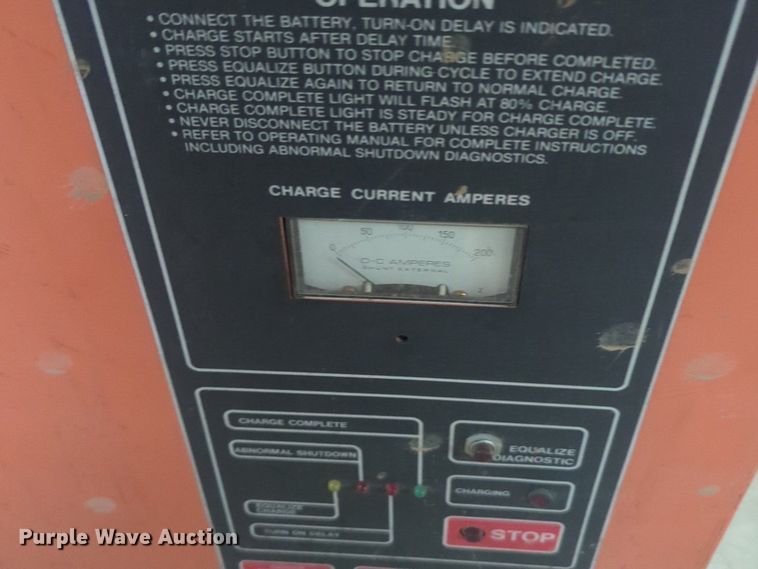 OPERATION
• CONNECT THE BATTERY, TURN-ON DELAY IS INDICATED.
• CHARGE STARTS AFTER DELAY TIME
• PRESS STOP BUTTON TO STOP CHARGE BEFORE COMPLETED.
• PRESS EQUALIZE BUTTON DURING CYCLE TO EXTEND CHARGE.
• PRESS EQUALIZE AGAIN TO RETURN TO NORMAL CHARGE.
• CHARGE COMPLETE LIGHT WILL FLASH AT 80% CHARGE.
• CHARGE COMPLETE LIGHT IS STEADY FOR CHARGE COMPLETE.
• NEVER DISCONNECT THE BATTERY UNLESS CHARGER IS OFF.
• REFER TO OPERATING MANUAL FOR COMPLETE INSTRUCTIONS
INCLUDING ABNORMAL SHUTDOWN DIAGNOSTICS.
CHARGE CURRENT AMPERES
0 50 100 150 200
D-C AMPERES
SHUNT EXTERNAL
CHARGE COMPLETE
ABNORMAL SHUTDOWN
EQUALIZE
DIAGNOSTIC
CHARGING
EQUALIZE
TURN ON DELAY
STOP
Purple Wave Auction